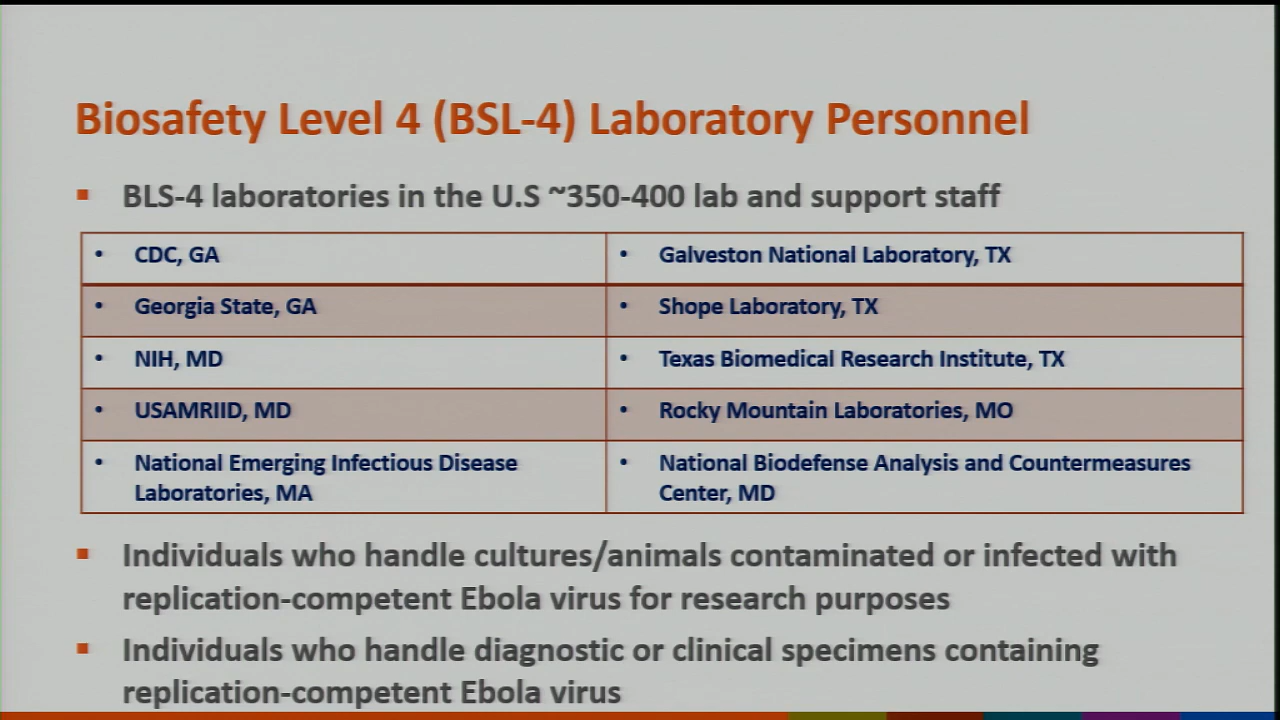 Biosafety Level 4 (BSL-4) Laboratory Personnel
▪ BLS-4 laboratories in the U.S ~350-400 lab and support staff
• CDC, GA
• Galveston National Laboratory, TX
• Georgia State, GA
• Shope Laboratory, TX
• NIH, MD
• Texas Biomedical Research Institute, TX
• USAMRIID, MD
• Rocky Mountain Laboratories, MO
• National Emerging Infectious Disease
Laboratories, MA
• National Biodefense Analysis and Countermeasures
Center, MD
▪ Individuals who handle cultures/animals contaminated or infected with
replication-competent Ebola virus for research purposes
▪ Individuals who handle diagnostic or clinical specimens containing
replication-competent Ebola virus